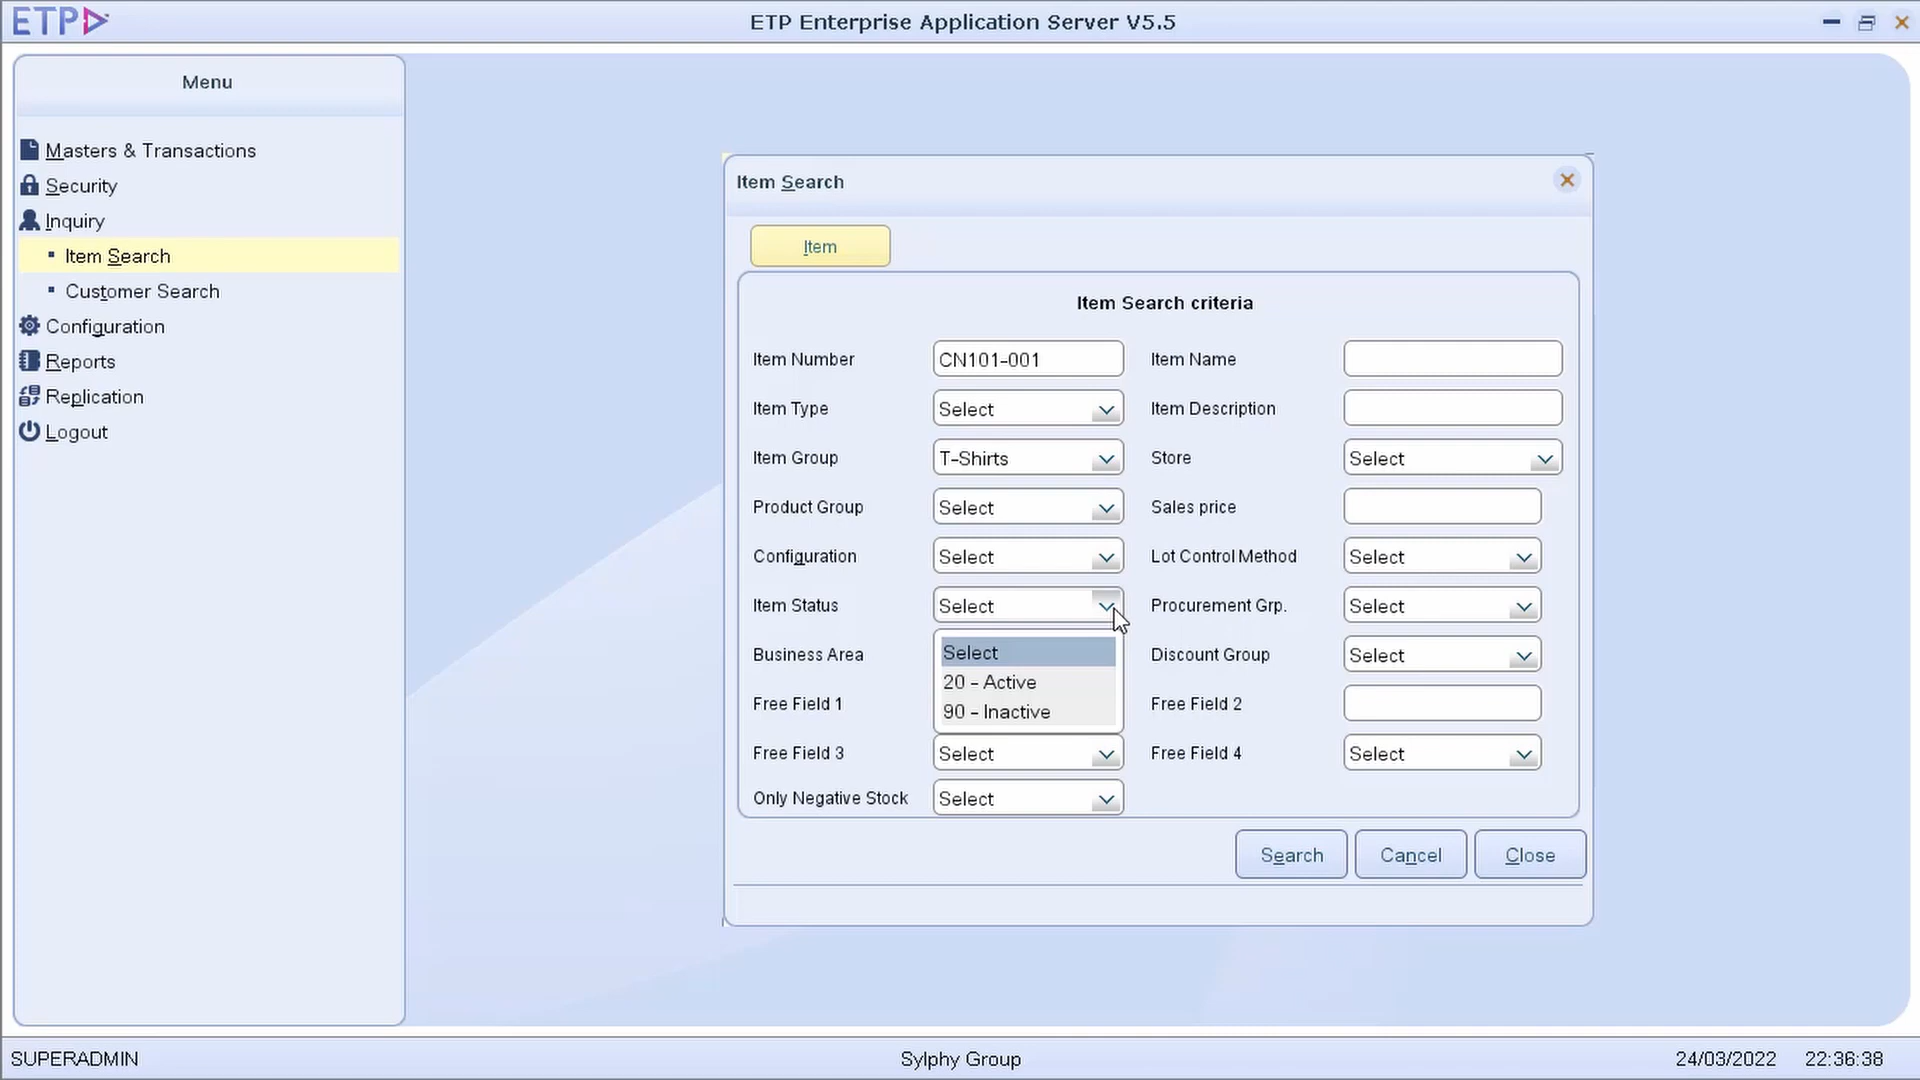 ETP
ETP Enterprise Application Server V5.5
Menu
Masters & Transactions
Security
Inquiry
Item Search
Customer Search
Configuration
Reports
Replication
Logout
Item Search
Item
Item Search criteria
Item Number CN101-001 Item Name
Item Type Select Item Description
Item Group T-Shirts Store Select
Product Group Select Sales price
Configuration Select Lot Control Method Select
Item Status Select Procurement Grp. Select
Business Area Select Discount Group Select
20 - Active
Free Field 1 90 - Inactive Free Field 2
Free Field 3 Select Free Field 4 Select
Only Negative Stock Select
Search Cancel Close
SUPERADMIN Sylphy Group 24/03/2022 22:36:38